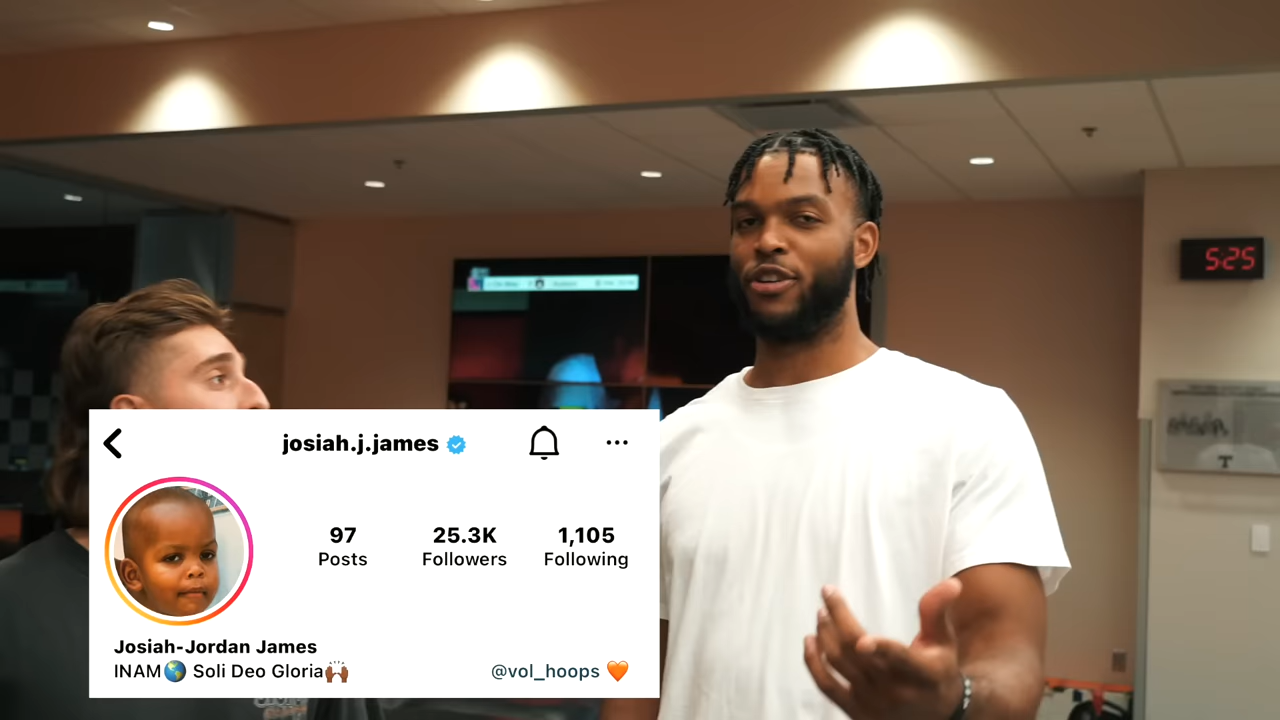 5:25
josiah.j.james
97
25.3K
1,105
Posts
Followers
Following
Josiah-Jordan James
INAM🌎 Soli Deo Gloria🙌🏾
@vol_hoops 🧡
T